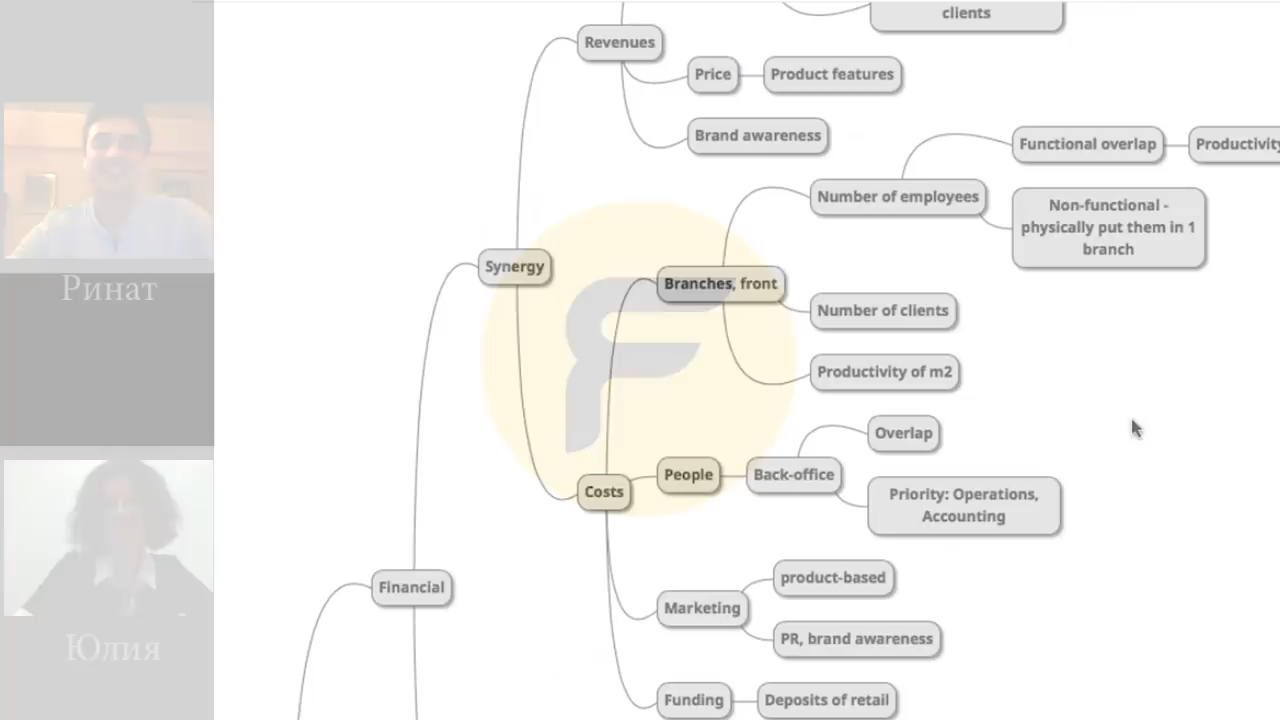 clients
Revenues
Price
Product features
Brand awareness
Functional overlap
Productivity
Number of employees
Non-functional -
physically put them in 1
branch
Synergy
Branches, front
Ринат
Number of clients
Productivity of m2
Overlap
People
Back-office
Costs
Priority: Operations,
Accounting
Financial
product-based
Marketing
PR, brand awareness
Юлия
Funding
Deposits of retail